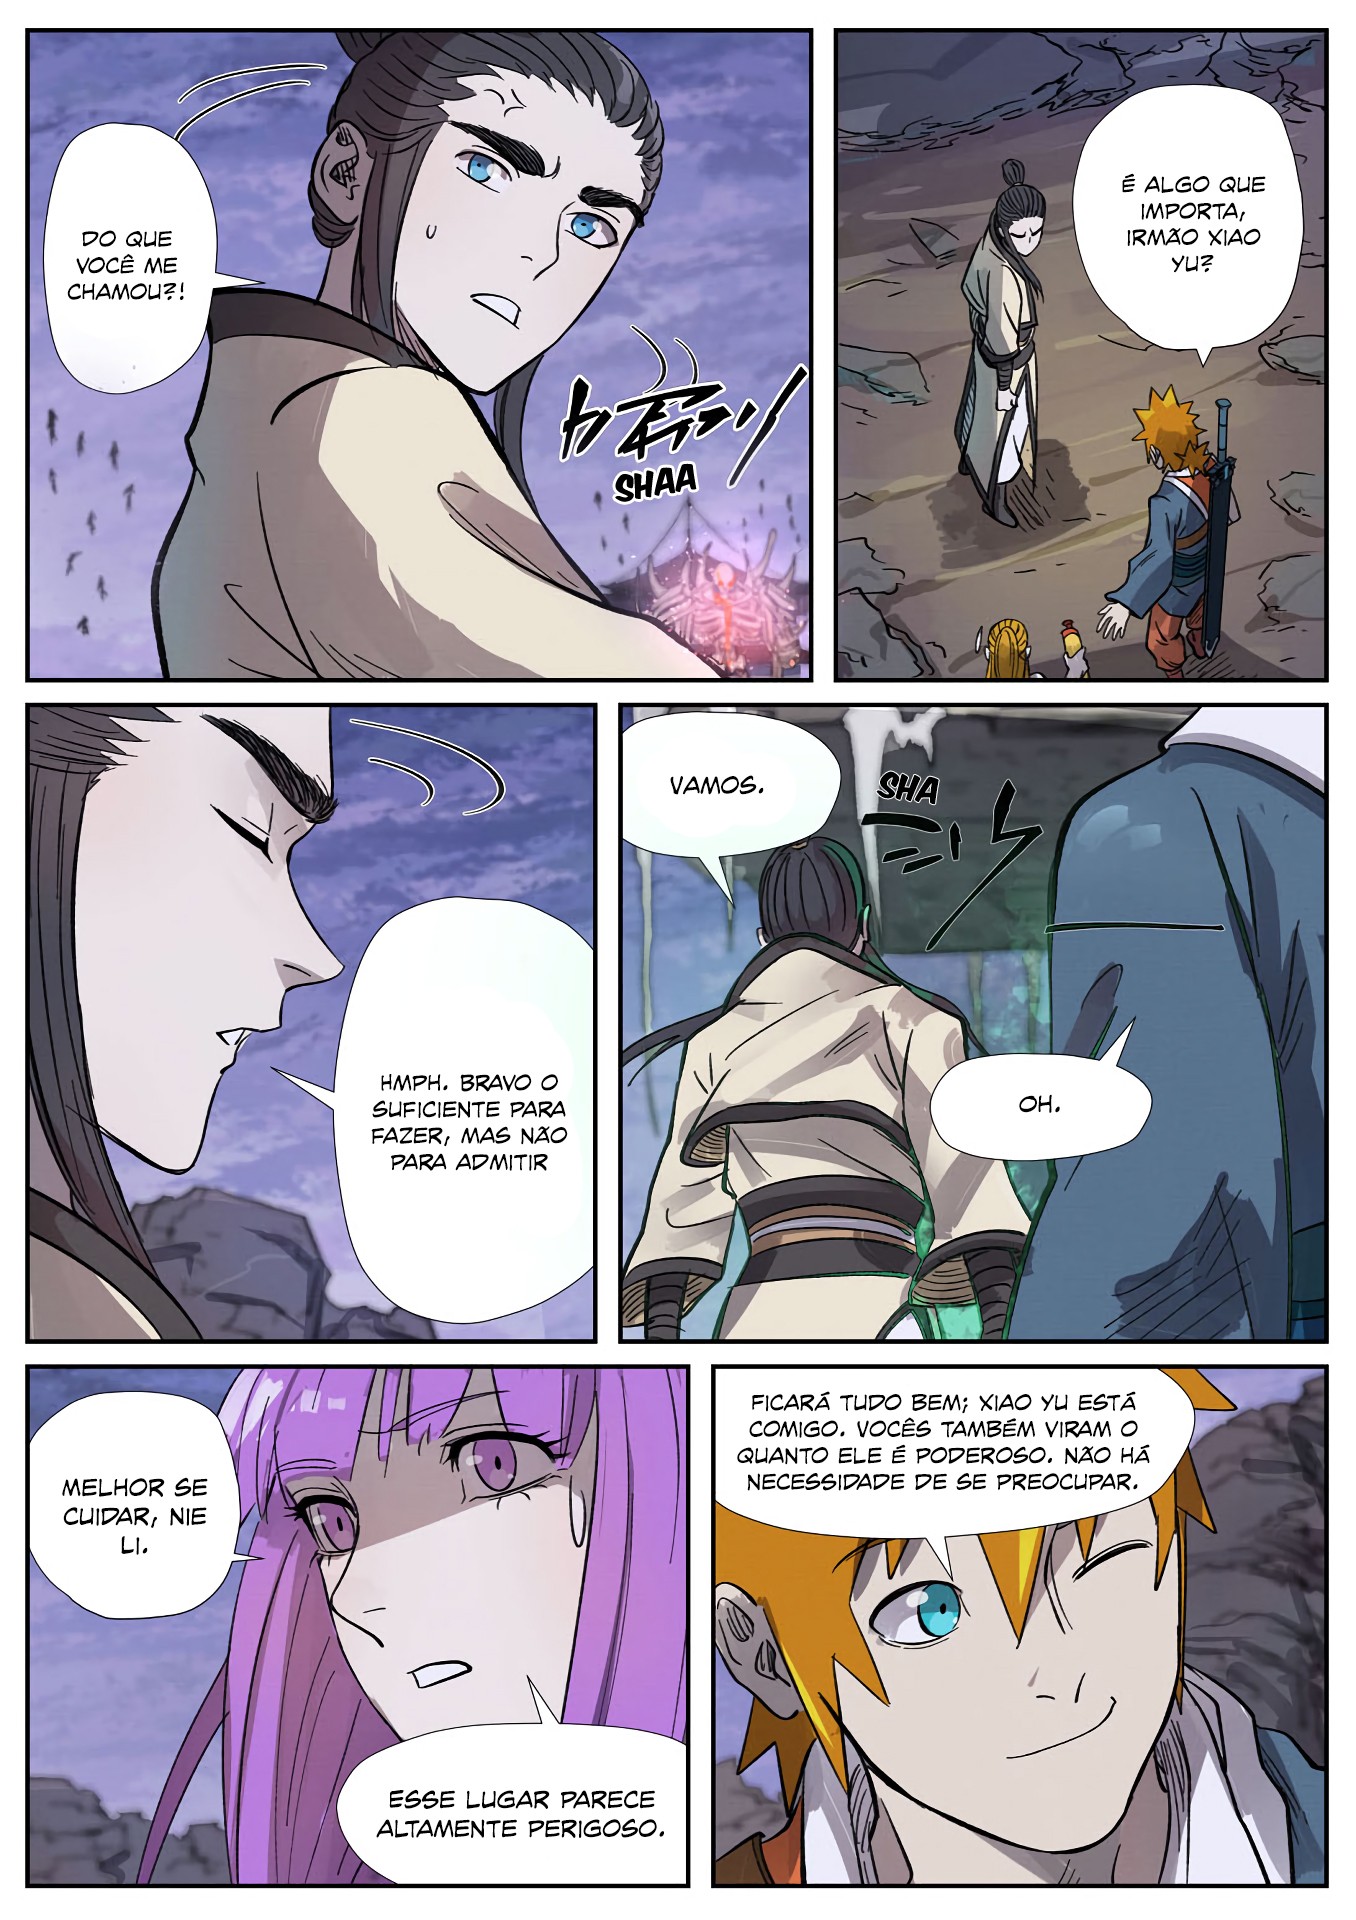 DO QUE
VOCÊ ME
CHAMOU?!
SHAA
É ALGO QUE
IMPORTA,
IRMÃO XIAO
YU?
HMPH. BRAVO O
SUFICIENTE PARA
FAZER, MAS NÃO
PARA ADMITIR
VAMOS.
SHA
OH.
MELHOR SE
CUIDAR, NIE
LI.
ESSE LUGAR PARECE
ALTAMENTE PERIGOSO.
FICARÁ TUDO BEM; XIAO YU ESTÁ
COMIGO. VOCÊS TAMBÉM VIRAM O
QUANTO ELE É PODEROSO. NÃO HÁ
NECESSIDADE DE SE PREOCUPAR.